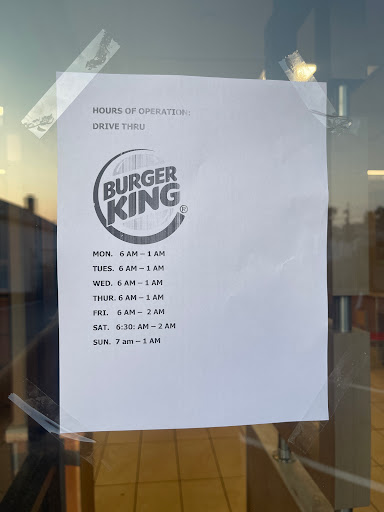 HOURS OF OPERATION:
DRIVE THRU
BURGER
KING®
MON. 6 AM – 1 AM
TUES. 6 AM – 1 AM
WED. 6 AM – 1 AM
THUR. 6 AM – 1 AM
FRI. 6 AM – 2 AM
SAT. 6:30: AM – 2 AM
SUN. 7 am – 1 AM